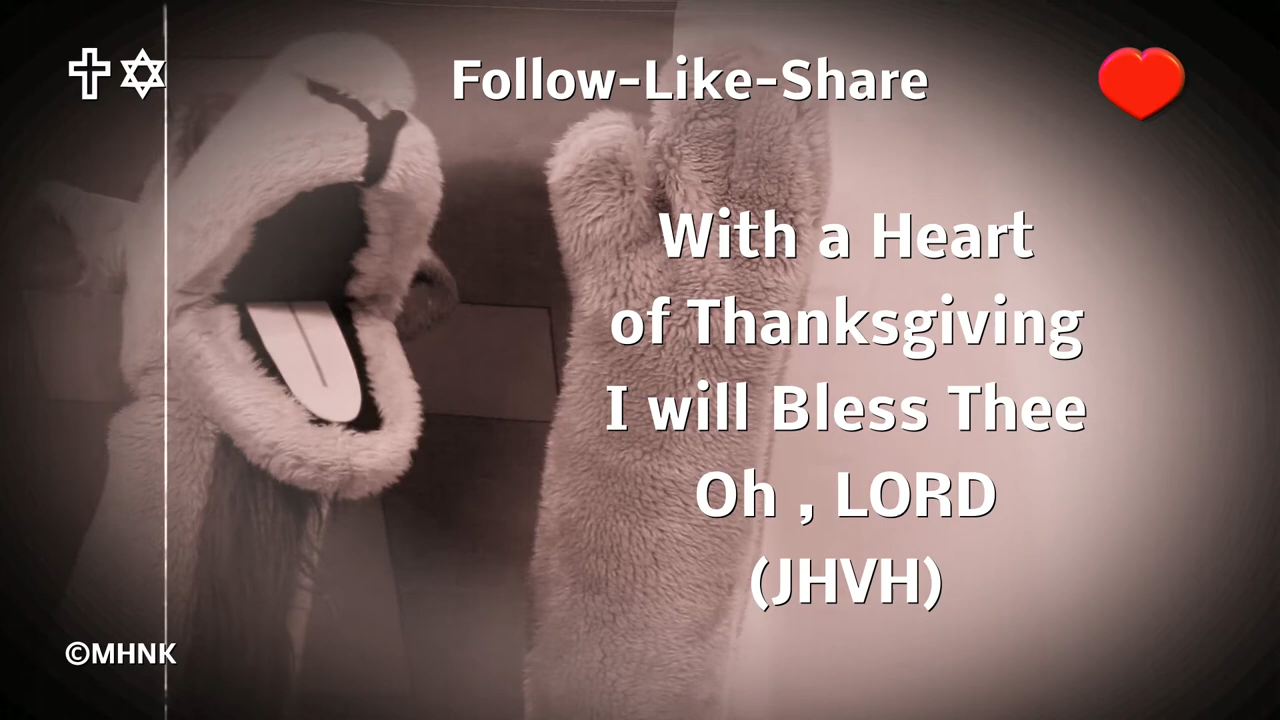 Follow-Like-Share
With a Heart
of Thanksgiving
I will Bless Thee
Oh , LORD
(JHVH)
©MHNK